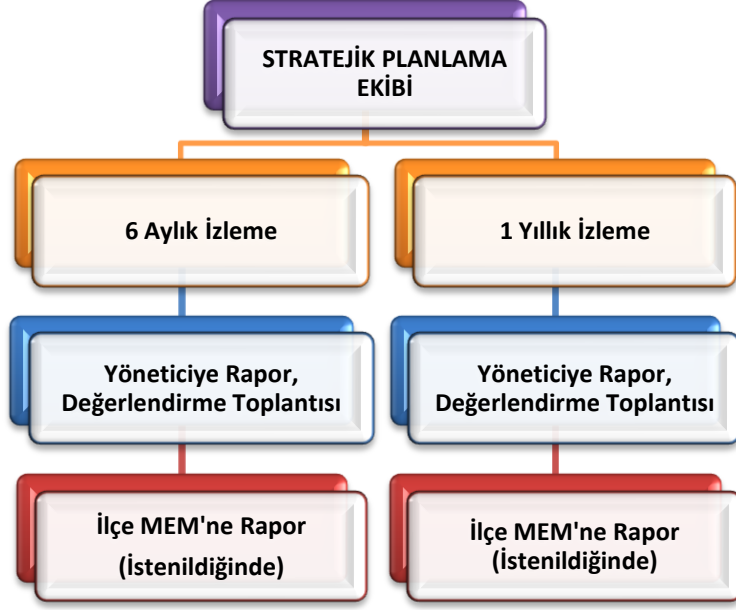 STRATEJİK PLANLAMA
EKİBİ
6 Aylık İzleme
1 Yıllık İzleme
Yöneticiye Rapor,
Değerlendirme Toplantısı
Yöneticiye Rapor,
Değerlendirme Toplantısı
İlçe MEM'ne Rapor
(İstenildiğinde)
İlçe MEM'ne Rapor
(İstenildiğinde)